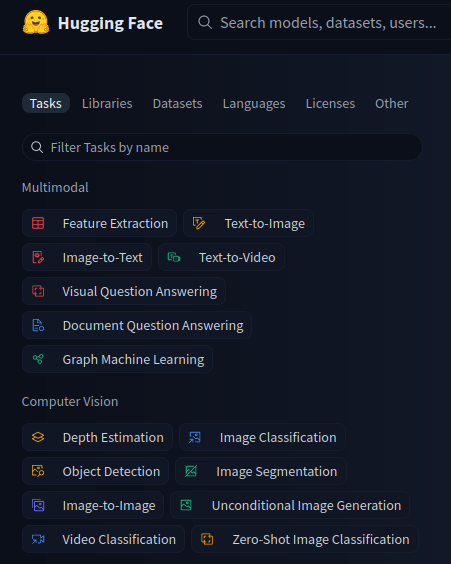 Hugging Face Search models, datasets, users...
Tasks Libraries Datasets Languages Licenses Other
Filter Tasks by name
Multimodal
Feature Extraction Text-to-Image
Image-to-Text Text-to-Video
Visual Question Answering
Document Question Answering
Graph Machine Learning
Computer Vision
Depth Estimation Image Classification
Object Detection Image Segmentation
Image-to-Image Unconditional Image Generation
Video Classification Zero-Shot Image Classification